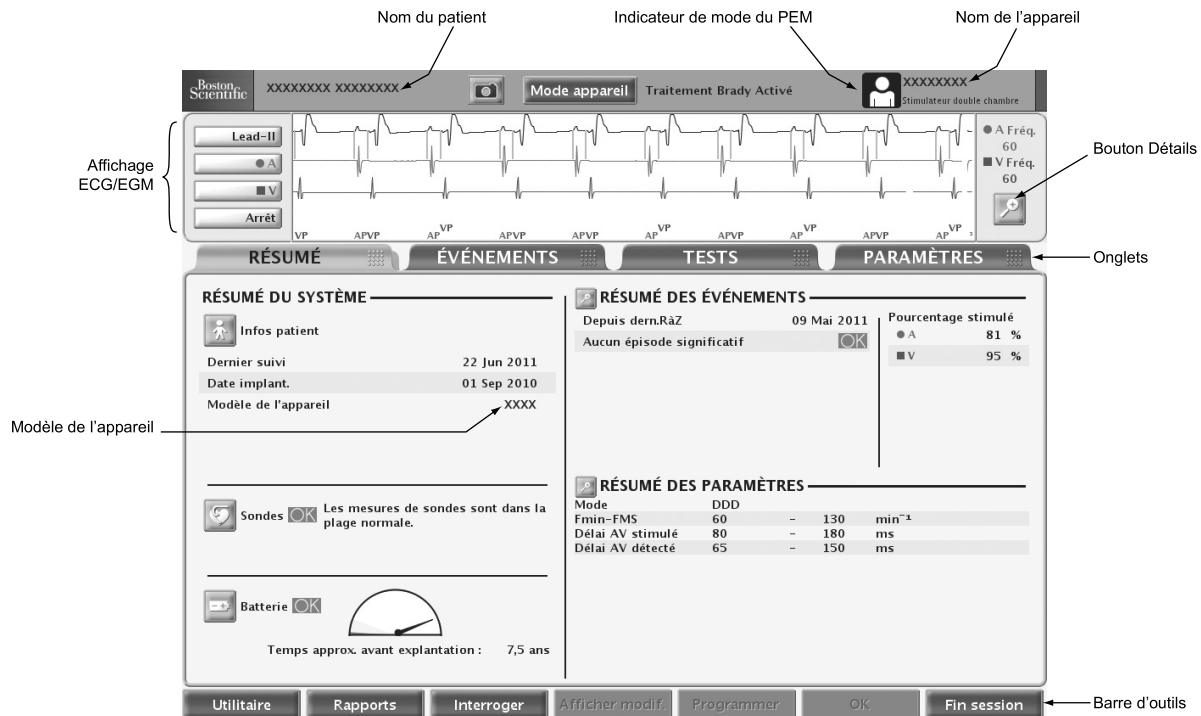 Nom du patient
Indicateur de mode du PEM
Nom de l'appareil
Boston
Scientific
XXXXXXXX XXXXXXXX
Mode appareil
Traitement Brady Activé
XXXXXXXX
Stimulateur double chambre
Affichage
ECG/EGM
Lead-II
A
V
Arrêt
A Fréq.
60
V Fréq.
60
Bouton Détails
VP APVP AP VP APVP APVP AP VP APVP AP VP APVP AP VP
RÉSUMÉ
ÉVÉNEMENTS
TESTS
PARAMÈTRES
Onglets
RÉSUMÉ DU SYSTÈME
Infos patient
Dernier suivi 22 Jun 2011
Date implant. 01 Sep 2010
Modèle de l'appareil XXXX
Modèle de l'appareil
Sondes OK Les mesures de sondes sont dans la
plage normale.
Batterie OK
Temps approx. avant explantation : 7,5 ans
RÉSUMÉ DES ÉVÉNEMENTS
Depuis dern.RàZ 09 Mai 2011
Aucun épisode significatif OK
Pourcentage stimulé
A 81 %
V 95 %
RÉSUMÉ DES PARAMÈTRES
Mode DDD
Fmin-FMS 60 - 130 min⁻¹
Délai AV stimulé 80 - 180 ms
Délai AV détecté 65 - 150 ms
Utilitaire
Rapports
Interroger
Afficher modif.
Programmer
OK
Fin session
Barre d'outils